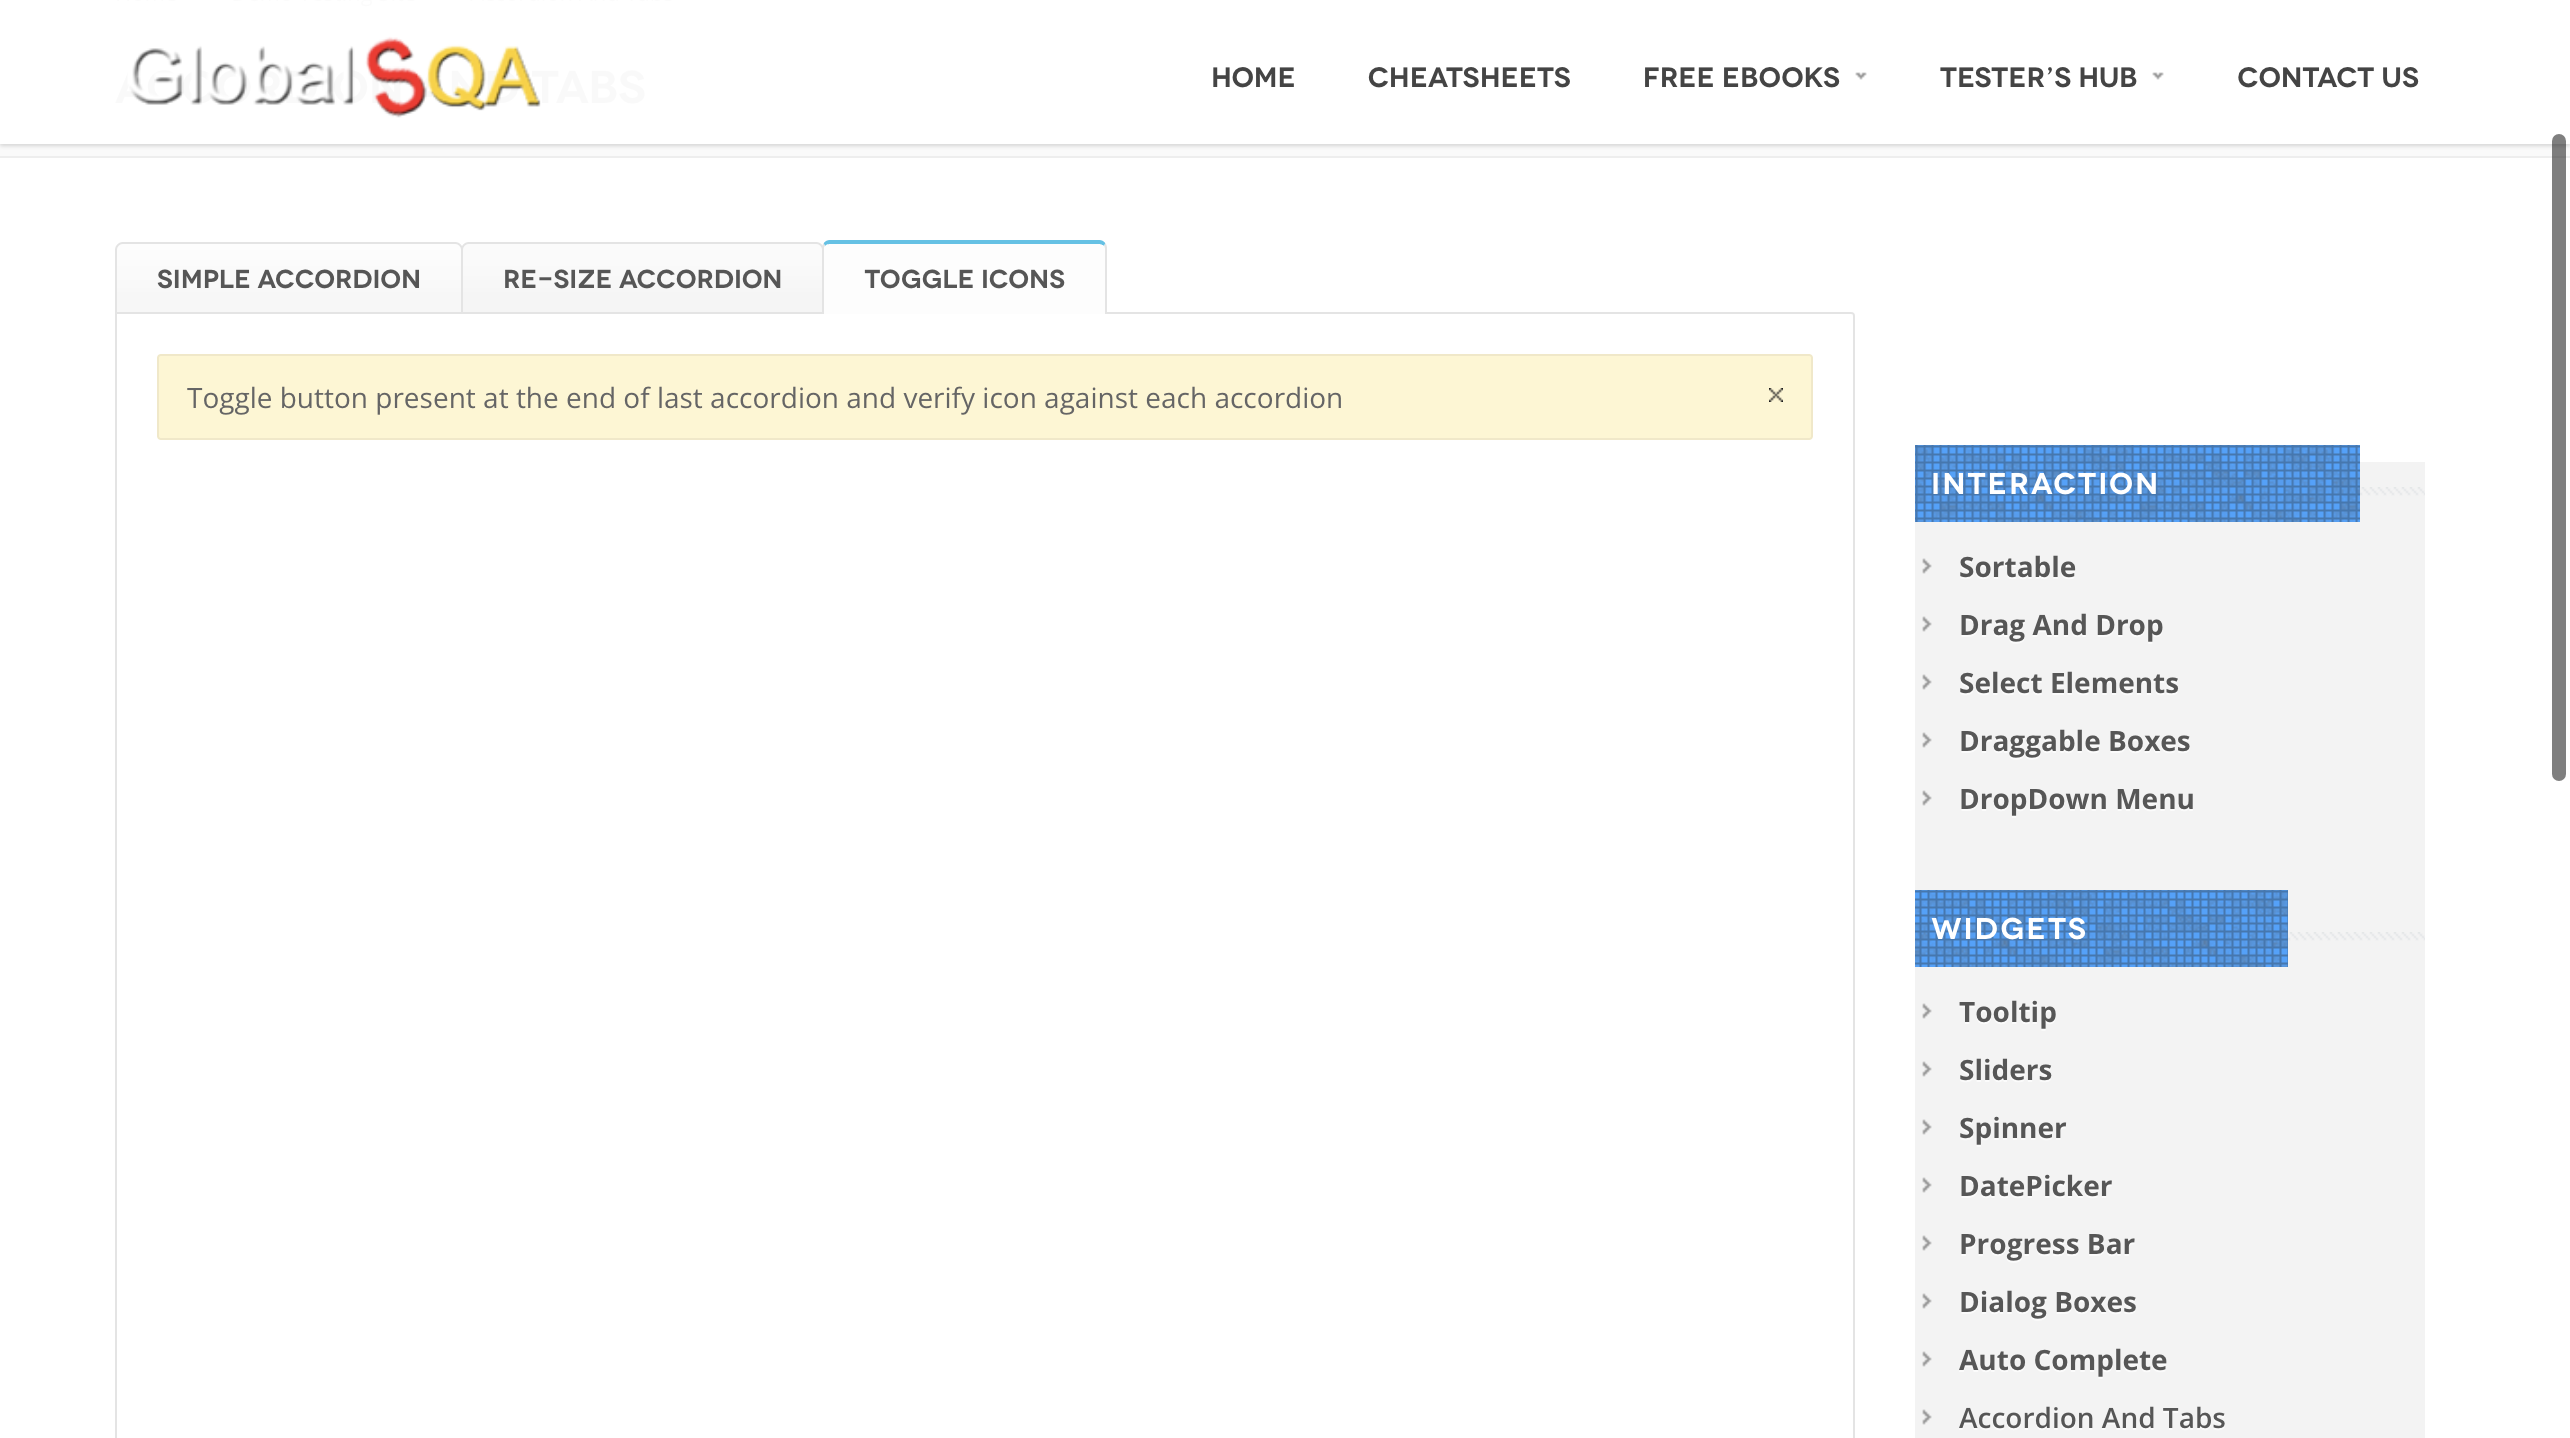 GlobalSQA
HOME
CHEATSHEETS
FREE EBOOKS
TESTER’S HUB
CONTACT US
SIMPLE ACCORDION
RE-SIZE ACCORDION
TOGGLE ICONS
Toggle button present at the end of last accordion and verify icon against each accordion
INTERACTION
Sortable
Drag And Drop
Select Elements
Draggable Boxes
DropDown Menu
WIDGETS
Tooltip
Sliders
Spinner
DatePicker
Progress Bar
Dialog Boxes
Auto Complete
Accordion And Tabs